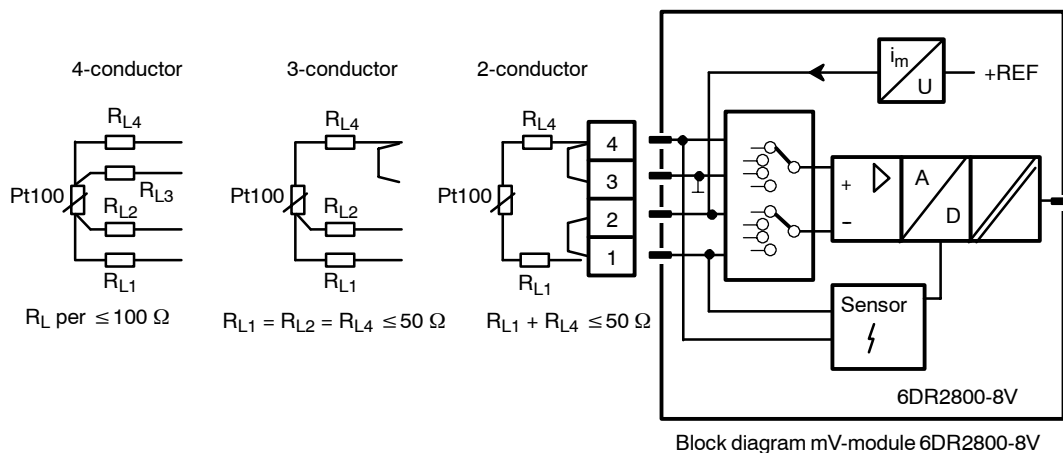 4-conductor
3-conductor
2-conductor
i_m
U
+REF
R_L4
R_L4
R_L4
4
R_L3
3
Pt100
Pt100
Pt100
+
A
R_L2
R_L2
2
−
D
1
R_L1
R_L1
R_L1
Sensor
R_L per ≤ 100 Ω
R_L1 = R_L2 = R_L4 ≤ 50 Ω
R_L1 + R_L4 ≤ 50 Ω
6DR2800-8V
Block diagram mV-module 6DR2800-8V